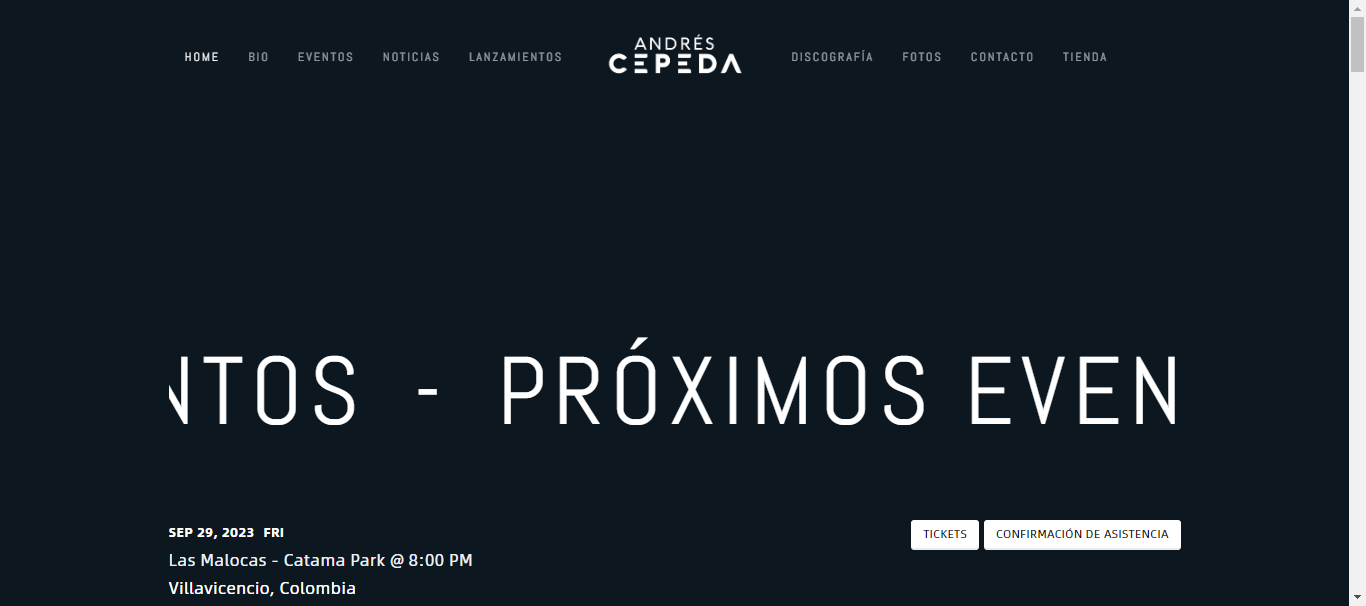 HOME BIO EVENTOS NOTICIAS LANZAMIENTOS ANDRÉS CEPEDA DISCOGRAFÍA FOTOS CONTACTO TIENDA
NTOS - PRÓXIMOS EVEN
SEP 29, 2023 FRI
Las Malocas - Catama Park @ 8:00 PM
Villavicencio, Colombia
TICKETS CONFIRMACIÓN DE ASISTENCIA